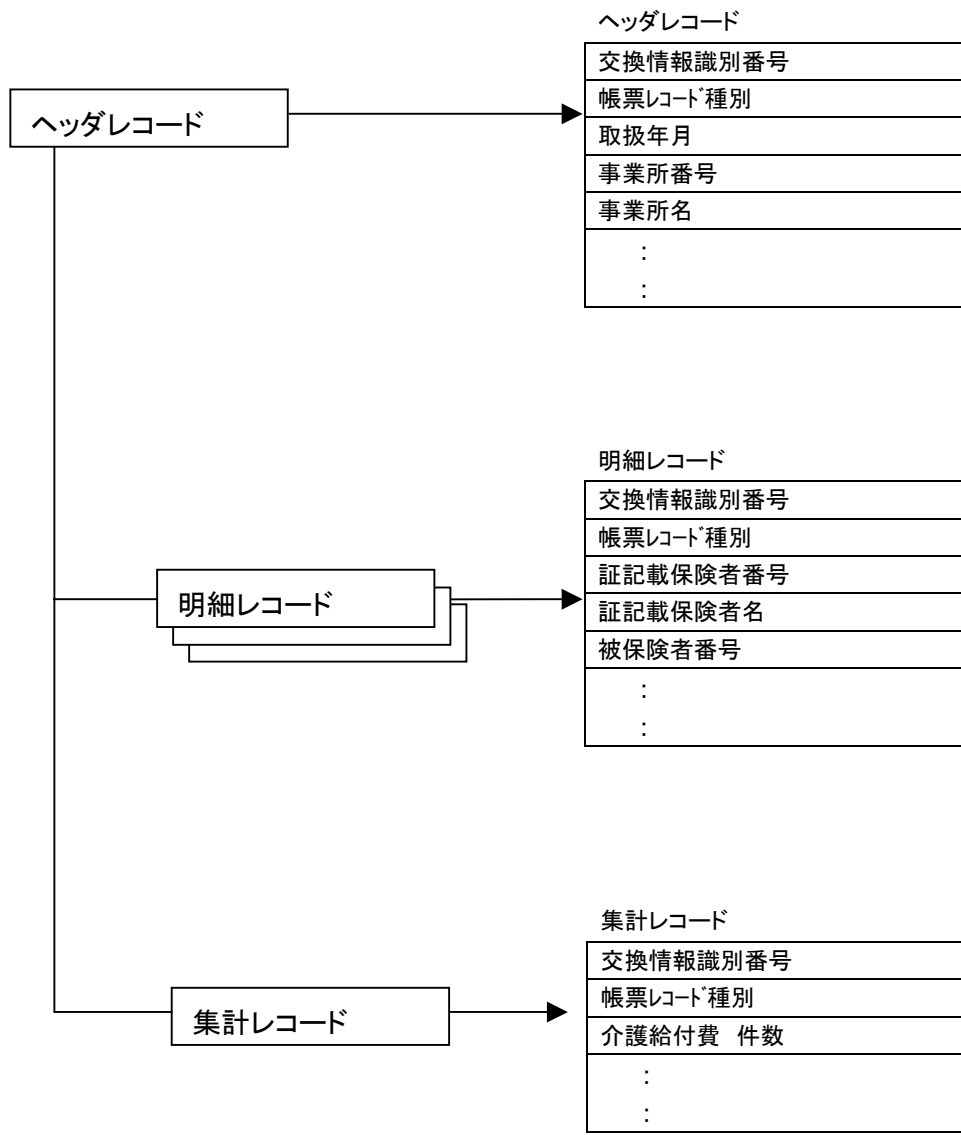 ヘッダレコード
ヘッダレコード
交換情報識別番号
帳票ﾚｺｰﾄﾞ種別
取扱年月
事業所番号
事業所名
:
:
明細レコード
明細レコード
交換情報識別番号
帳票ﾚｺｰﾄﾞ種別
証記載保険者番号
証記載保険者名
被保険者番号
:
:
集計レコード
集計レコード
交換情報識別番号
帳票ﾚｺｰﾄﾞ種別
介護給付費　件数
:
: